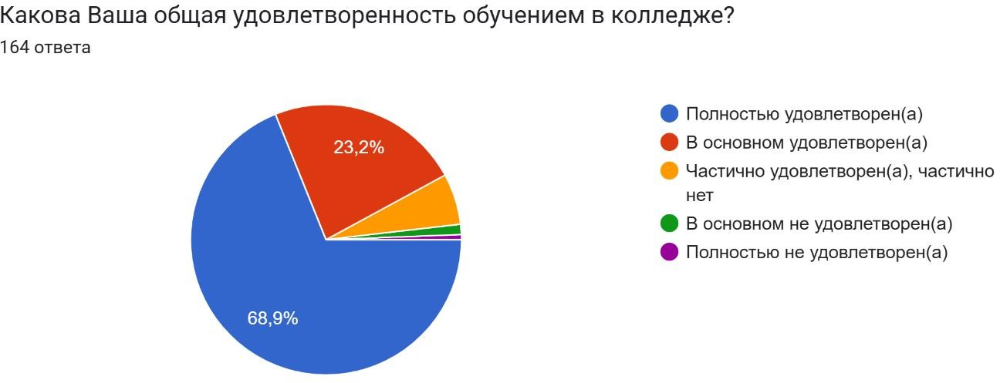 Какова Ваша общая удовлетворенность обучением в колледже?
164 ответа
23,2%
68,9%
Полностью удовлетворен(а)
В основном удовлетворен(а)
Частично удовлетворен(а), частично
нет
В основном не удовлетворен(а)
Полностью не удовлетворен(а)